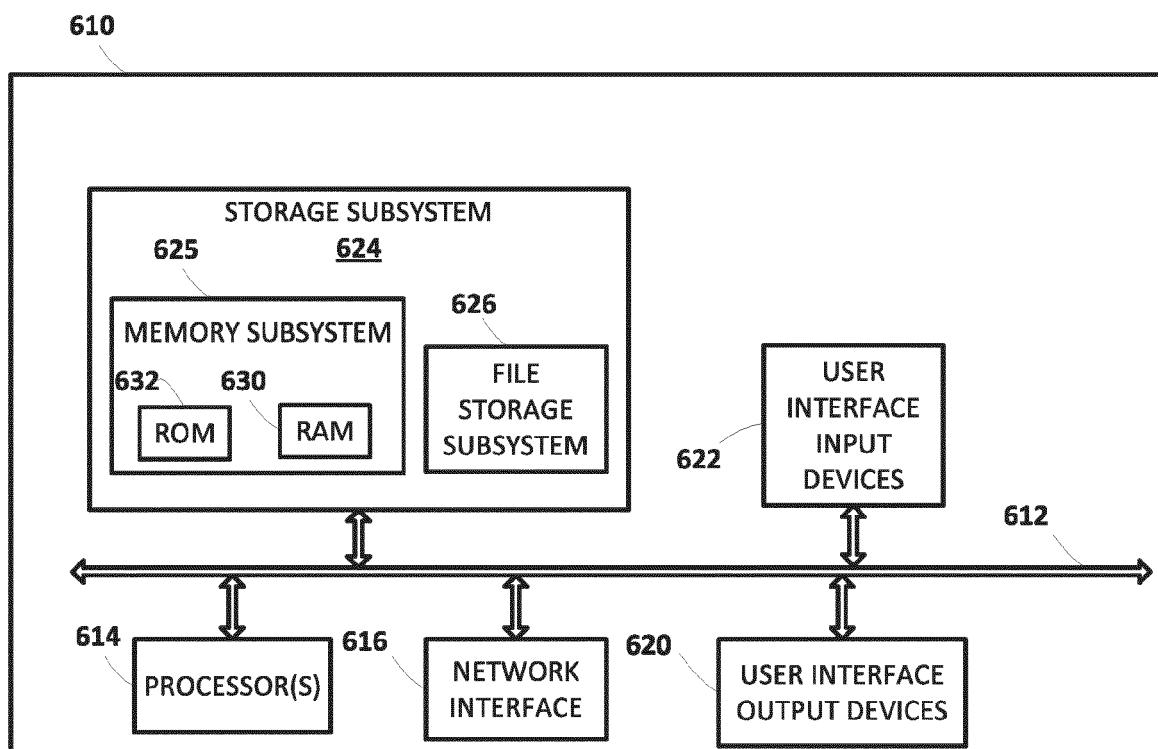 610
STORAGE SUBSYSTEM
624
625
MEMORY SUBSYSTEM
632
630
ROM
RAM
626
FILE
STORAGE
SUBSYSTEM
USER
INTERFACE
INPUT
DEVICES
622
612
614
PROCESSOR(S)
616
NETWORK
INTERFACE
620
USER INTERFACE
OUTPUT DEVICES